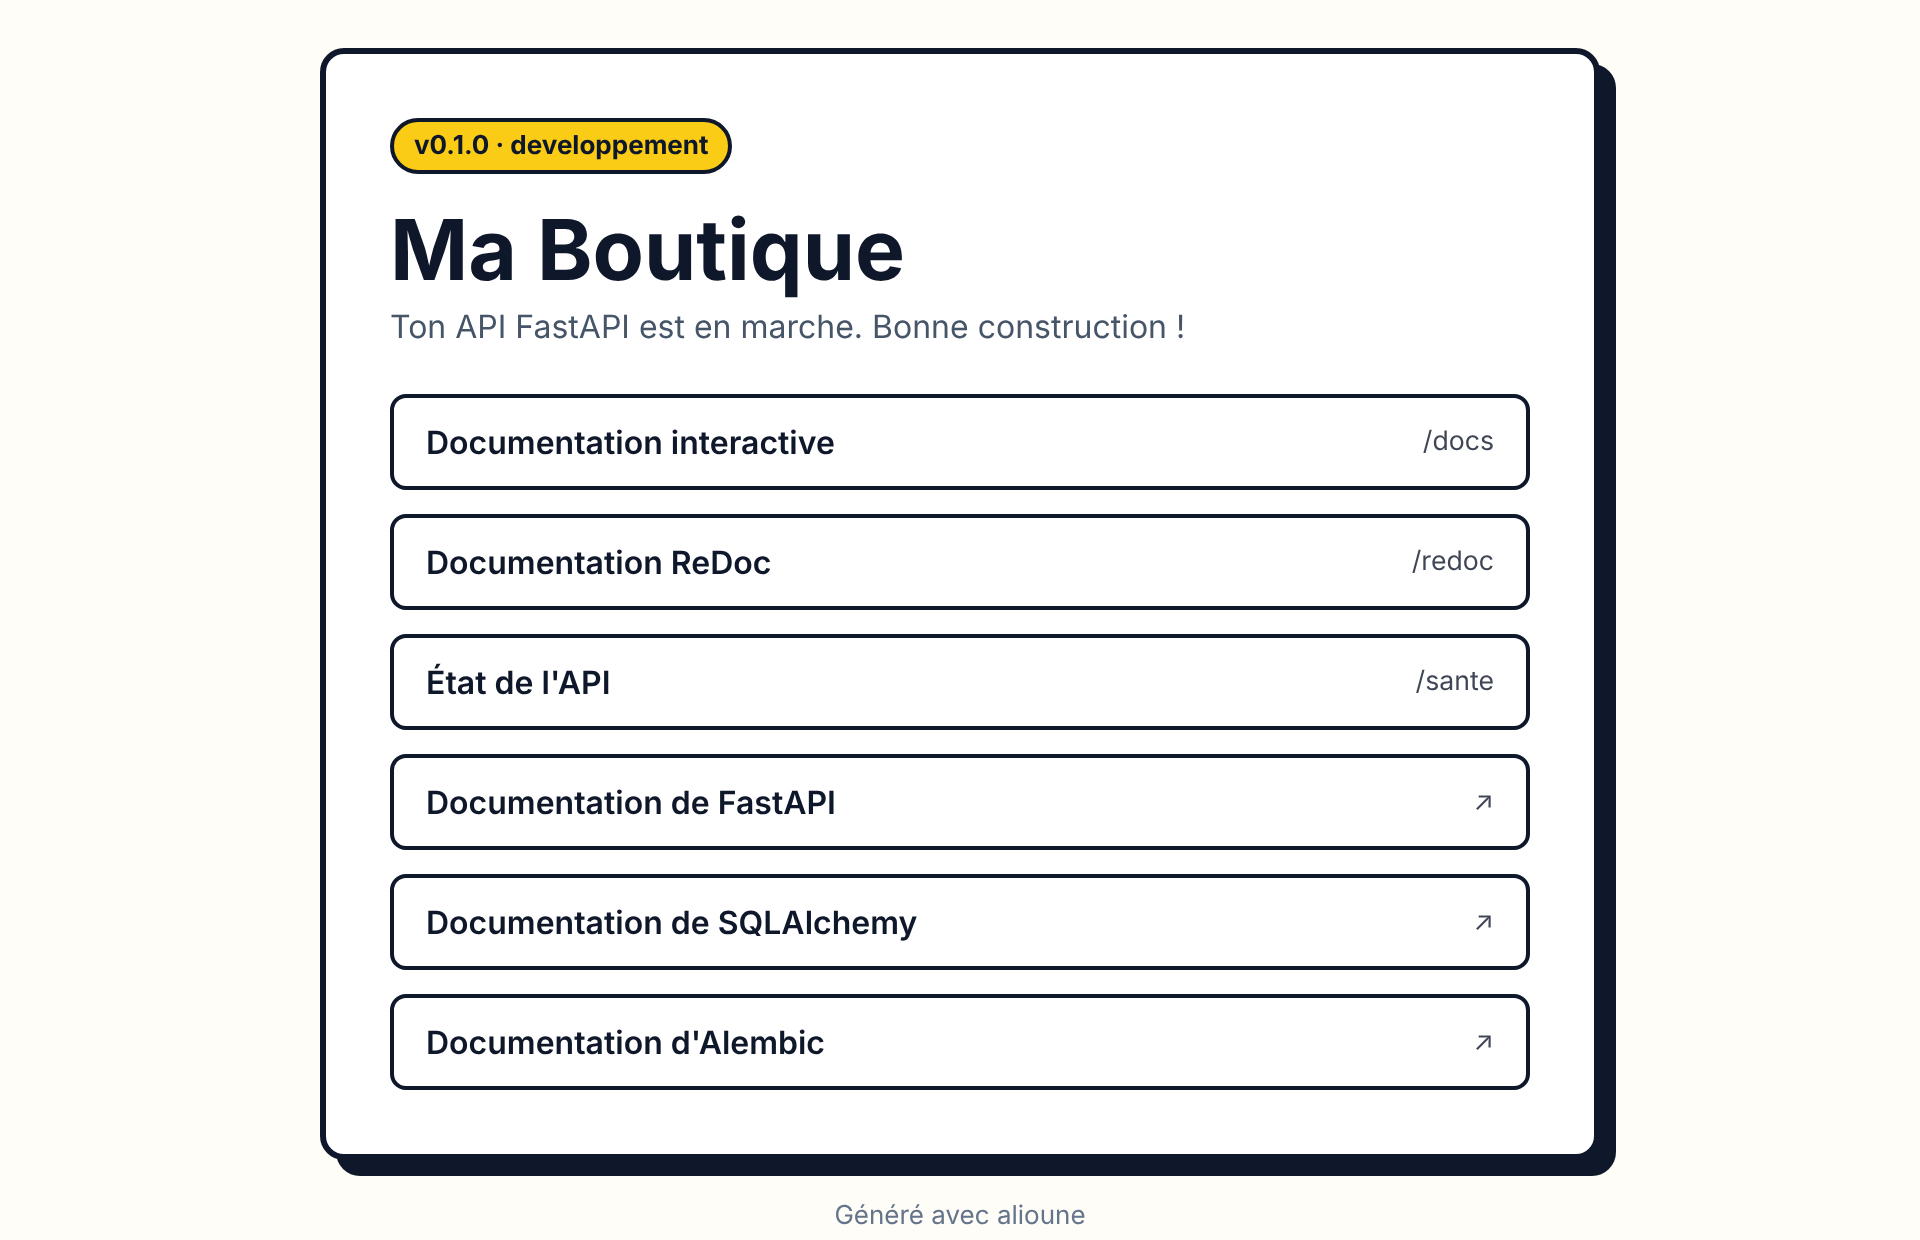 v0.1.0 · developpement
Ma Boutique
Ton API FastAPI est en marche. Bonne construction !
Documentation interactive /docs
Documentation ReDoc /redoc
État de l'API /sante
Documentation de FastAPI ↗
Documentation de SQLAlchemy ↗
Documentation d'Alembic ↗
Généré avec alioune